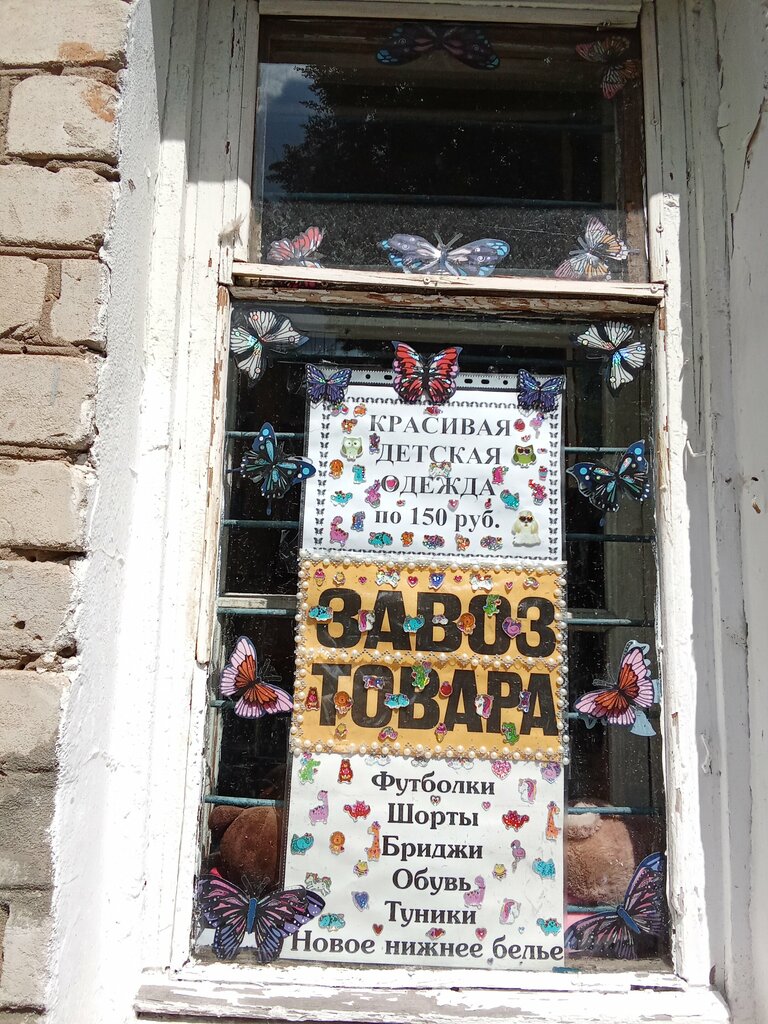 КРАСИВАЯ
ДЕТСКАЯ
ОДЕЖДА
по 150 руб.
ЗАВОЗ
ТОВАРА
Футболки
Шорты
Бриджи
Обувь
Туники
Новое нижнее белье